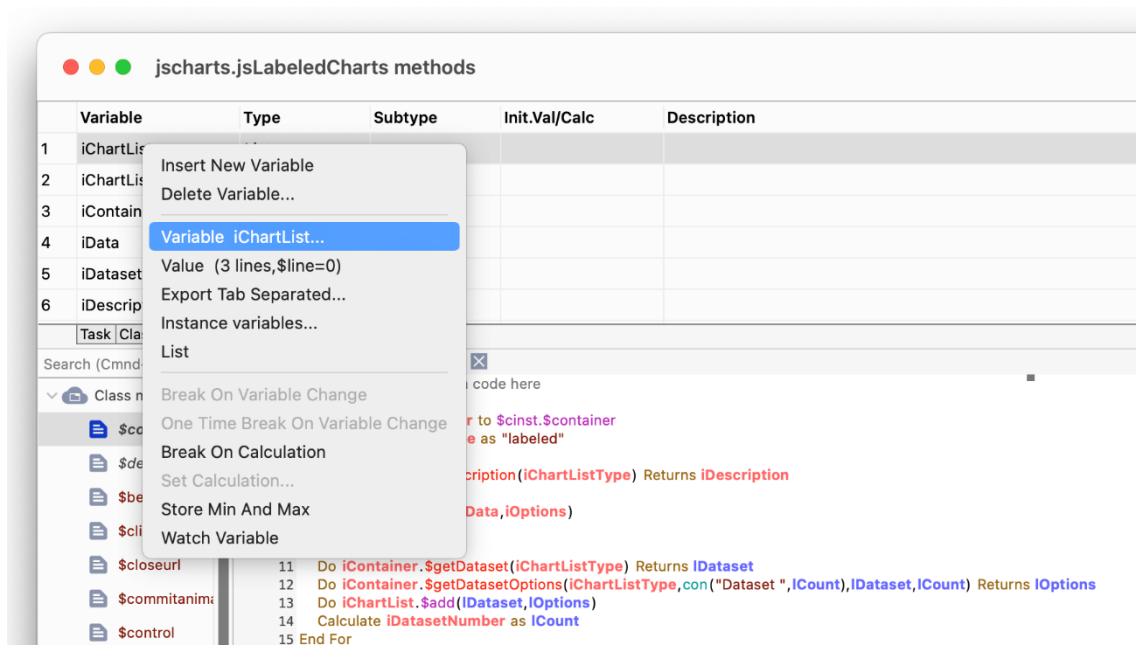 jscharts.jsLabeledCharts methods
Variable Type Subtype Init.Val/Calc Description
1 iChartLis
2 iChartLis
3 iContain
4 iData
5 iDataset
6 iDescrip
Insert New Variable
Delete Variable...
Variable iChartList...
Value (3 lines,$line=0)
Export Tab Separated...
Instance variables...
List
Break On Variable Change
One Time Break On Variable Change
Break On Calculation
Set Calculation...
Store Min And Max
Watch Variable
Task Cla
Search (Cmnd-
Class n
$co
$de
$be
$cli
$closeurl
$commitanima
$control
code here
r to $cinst.$container
e as "labeled"
cription(iChartListType) Returns iDescription
Data,iOptions)
11 Do iContainer.$getDataset(iChartListType) Returns lDataset
12 Do iContainer.$getDatasetOptions(iChartListType,con("Dataset ",lCount),lDataset,lCount) Returns lOptions
13 Do iChartList.$add(lDataset,lOptions)
14 Calculate iDatasetNumber as lCount
15 End For